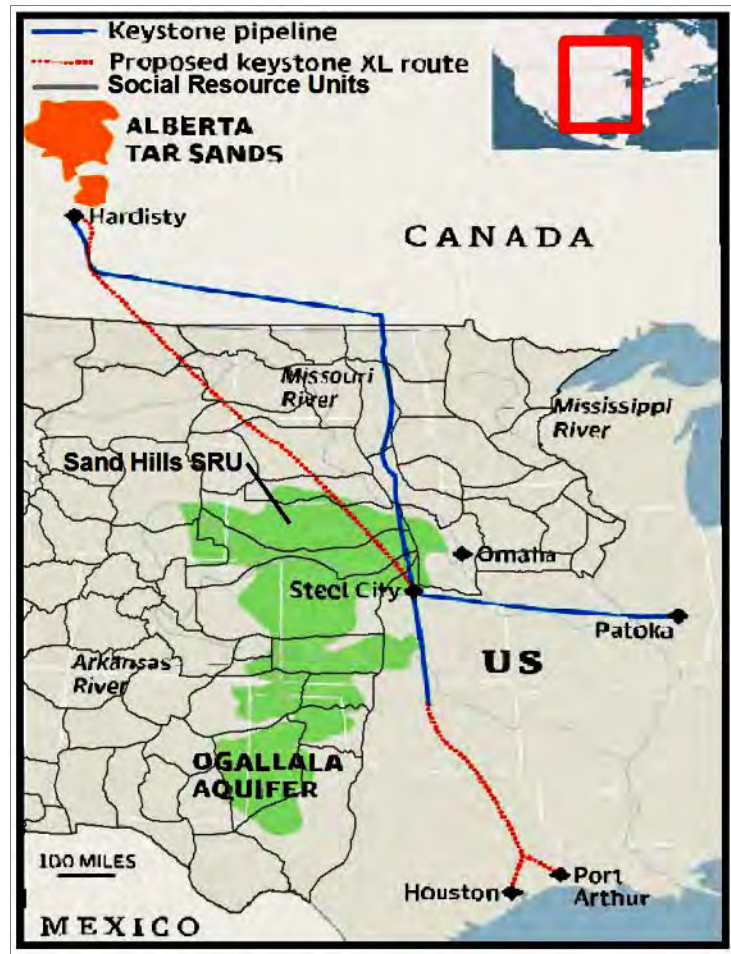 Keystone pipeline
Proposed keystone XL route
Social Resource Units
ALBERTA
TAR SANDS
Hardisty
CANADA
Missouri
River
Mississippi
River
Sand Hills SRU
Omaha
Steel City
Patoka
US
Arkansas
River
OGALLALA
AQUIFER
100 MILES
Port
Arthur
Houston
MEXICO